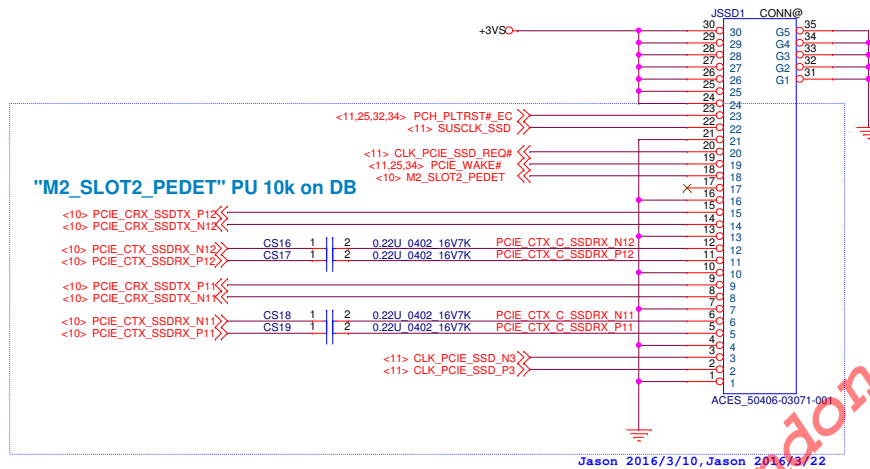 JSSD1 CONN@
+3VS
30 30 G5 35
29 29 G4 34
28 28 G3 33
27 27 G2 32
26 26 G1 31
25 25
24 24
<11,25,32,34> PCH_PLTRST#_EC 23 23
<11> SUSCLK_SSD 22 22
21 21
<11> CLK_PCIE_SSD_REQ# 20 20
<11,25,34> PCIE_WAKE# 19 19
<10> M2_SLOT2_PEDET 18 18
"M2_SLOT2_PEDET" PU 10k on DB
17 17
16 16
<10> PCIE_CRX_SSDTX_P12 15 15
<10> PCIE_CRX_SSDTX_N12 14 14
13 13
<10> PCIE_CTX_SSDRX_N12 CS16 1 2 0.22U_0402_16V7K PCIE_CTX_C_SSDRX_N12 12 12
<10> PCIE_CTX_SSDRX_P12 CS17 1 2 0.22U_0402_16V7K PCIE_CTX_C_SSDRX_P12 11 11
10 10
<10> PCIE_CRX_SSDTX_P11 9 9
<10> PCIE_CRX_SSDTX_N11 8 8
7 7
<10> PCIE_CTX_SSDRX_N11 CS18 1 2 0.22U_0402_16V7K PCIE_CTX_C_SSDRX_N11 6 6
<10> PCIE_CTX_SSDRX_P11 CS19 1 2 0.22U_0402_16V7K PCIE_CTX_C_SSDRX_P11 5 5
4 4
<11> CLK_PCIE_SSD_N3 3 3
<11> CLK_PCIE_SSD_P3 2 2
1 1
ACES_50406-03071-001
Jason 2016/3/10,Jason 2016/3/22